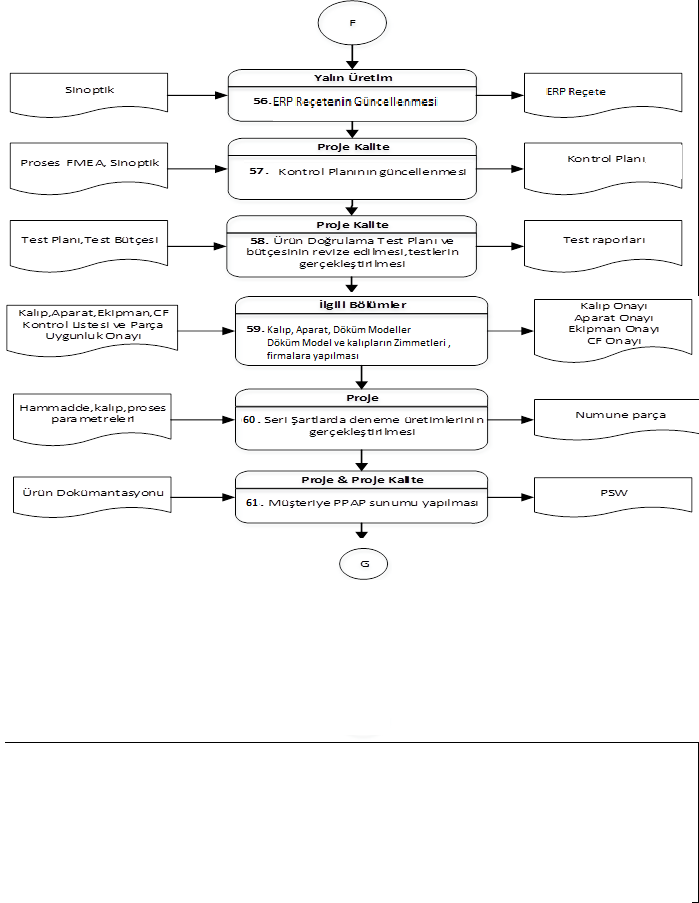 F
Yalın Üretim
Sinoptik
56.ERP Reçetenin Güncellenmesi
ERP Reçete
Proje Kalite
Proses FMEA, Sinoptik
57. Kontrol Planının güncellenmesi
Kontrol Planı
Proje Kalite
Test Planı,Test Bütçesi
58. Ürün Doğrulama Test Planı ve
bütçesinin revize edilmesi,testlerin
gerçekleştirilmesi
Test raporları
İlgili Bölümler
Kalıp,Aparat,Ekipman,CF
Kontrol Listesi ve Parça
Uygunluk Onayı
59. Kalıp, Aparat, Döküm Modeller
Döküm Model ve kalıpların Zimmetleri ,
firmalara yapılması
Kalıp Onayı
Aparat Onayı
Ekipman Onayı
CF Onayı
Proje
Hammadde,kalıp,proses
parametreleri
60. Seri Şartlarda deneme üretimlerinin
gerçekleştirilmesi
Numune parça
Proje & Proje Kalite
Ürün Dokümantasyonu
61. Müşteriye PPAP sunumu yapılması
PSW
G